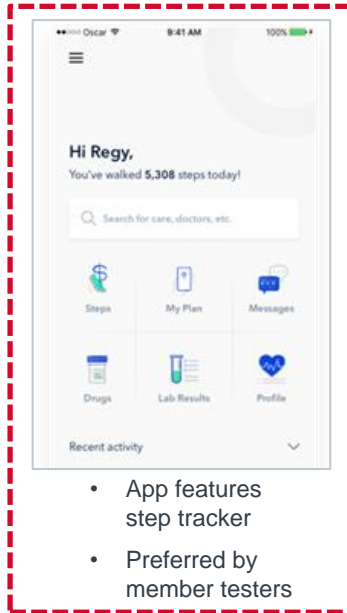 Oscar 9:41 AM 100%
Hi Regy,
You've walked 5,308 steps today!
Search for care, doctors, etc.
Steps My Plan Messages
Drugs Lab Results Profile
Recent activity
• App features
step tracker
• Preferred by
member testers